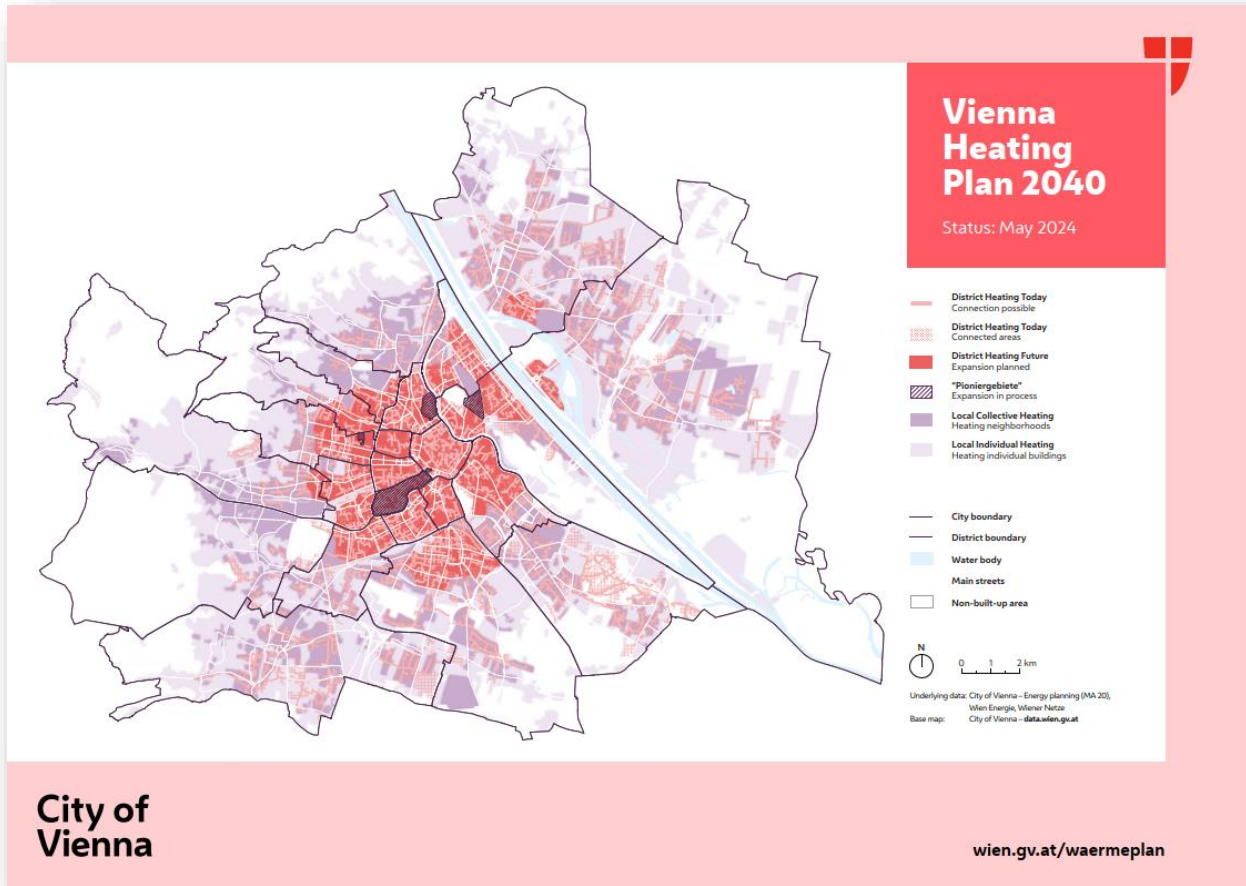 Vienna
Heating
Plan 2040
Status: May 2024
District Heating Today
Connection possible
District Heating Today
Connected areas
District Heating Future
Expansion planned
"Pioniergebiete"
Expansion in process
Local Collective Heating
Heating neighborhoods
Local Individual Heating
Heating individual buildings
City boundary
District boundary
Water body
Main streets
Non-built-up area
N
0 1 2 km
Underlying data: City of Vienna – Energy planning (MA 20),
Wien Energie, Wiener Netze
Base map: City of Vienna – data.wien.gv.at
City of
Vienna
wien.gv.at/waermeplan